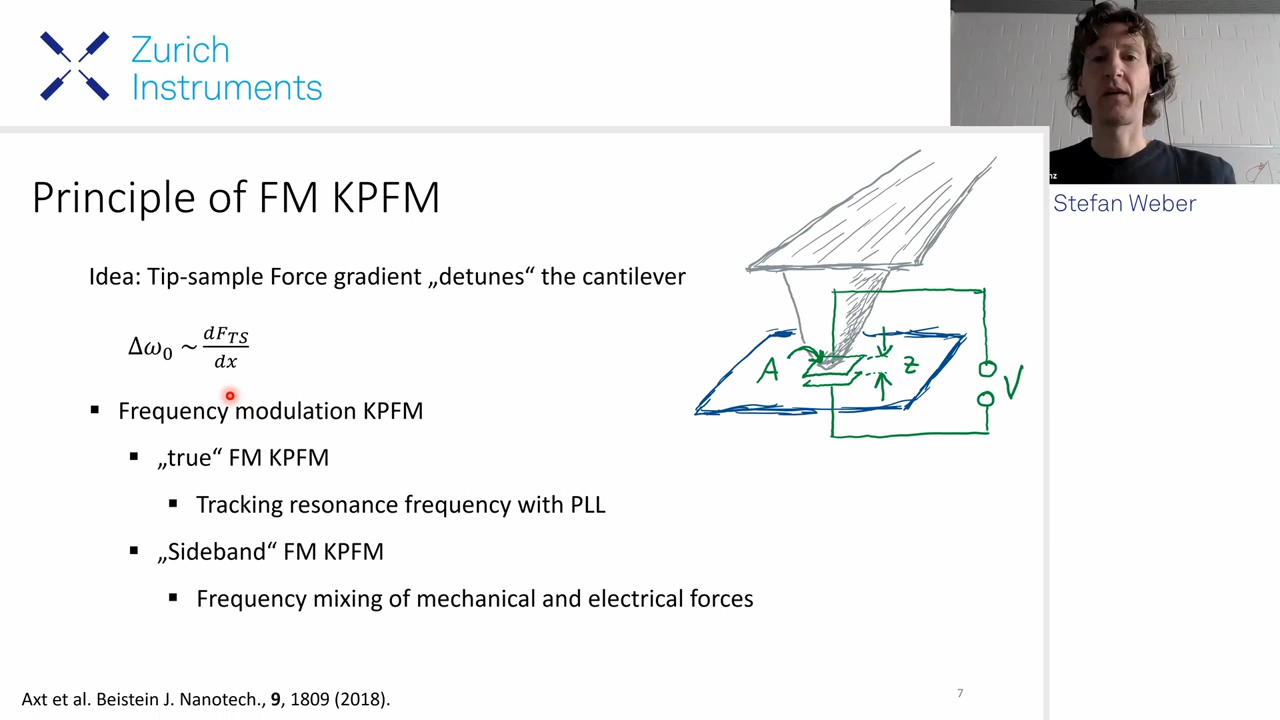 Zurich
Instruments
nz
Stefan Weber
Principle of FM KPFM
Idea: Tip-sample Force gradient „detunes“ the cantilever
Δω₀ ~ dF_TS/dx
A
z
V
▪ Frequency modulation KPFM
▪ „true“ FM KPFM
▪ Tracking resonance frequency with PLL
▪ „Sideband“ FM KPFM
▪ Frequency mixing of mechanical and electrical forces
Axt et al. Beistein J. Nanotech., 9, 1809 (2018).
7